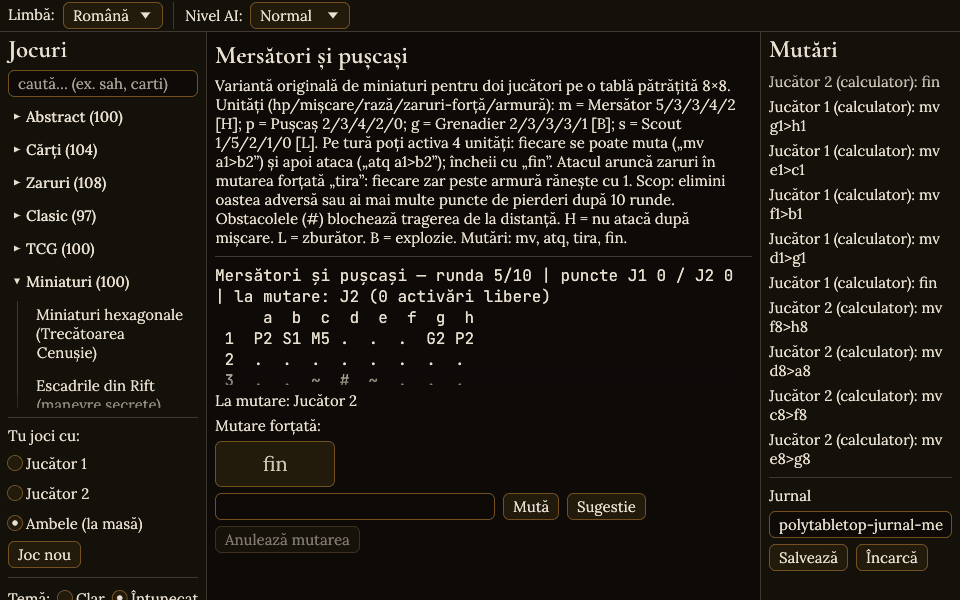 Limbă: Română ▼ Nivel AI: Normal ▼
Jocuri
caută... (ex. sah, carti)
▸ Abstract (100)
▸ Cărți (104)
▸ Zaruri (108)
▸ Clasic (97)
▸ TCG (100)
▾ Miniaturi (100)
Miniaturi hexagonale
(Trecătoarea
Cenușie)
Escadrile din Rift
(manevre secrete)
Tu joci cu:
Jucător 1
Jucător 2
Ambele (la masă)
Joc nou
Temă: Clar Întunecat
Mersători și pușcași
Variantă originală de miniaturi pentru doi jucători pe o tablă pătrățită 8×8.
Unități (hp/mișcare/rază/zaruri-forță/armură): m = Mersător 5/3/3/4/2
[H]; p = Pușcaș 2/3/4/2/0; g = Grenadier 2/3/3/3/1 [B]; s = Scout
1/5/2/1/0 [L]. Pe tură poți activa 4 unități: fiecare se poate muta („mv
a1>b2”) și apoi ataca („atq a1>b2”); închei cu „fin”. Atacul aruncă zaruri în
mutarea forțată „tira”: fiecare zar peste armură rănește cu 1. Scop: elimini
oastea adversă sau ai mai multe puncte de pierderi după 10 runde.
Obstacolele (#) blochează tragerea de la distanță. H = nu atacă după
mișcare. L = zburător. B = explozie. Mutări: mv, atq, tira, fin.
Mersători și pușcași — runda 5/10 | puncte J1 0 / J2 0
| la mutare: J2 (0 activări libere)
a b c d e f g h
1 P2 S1 M5 . . . G2 P2
2 . . . . . . . .
3 . . ~ # ~ . . .
La mutare: Jucător 2
Mutare forțată:
fin
Mută Sugestie
Anulează mutarea
Mutări
Jucător 2 (calculator): fin
Jucător 1 (calculator): mv
g1>h1
Jucător 1 (calculator): mv
e1>c1
Jucător 1 (calculator): mv
f1>b1
Jucător 1 (calculator): mv
d1>g1
Jucător 1 (calculator): fin
Jucător 2 (calculator): mv
f8>h8
Jucător 2 (calculator): mv
d8>a8
Jucător 2 (calculator): mv
c8>f8
Jucător 2 (calculator): mv
e8>g8
Jurnal
polytabletop-jurnal-me
Salvează Încarcă